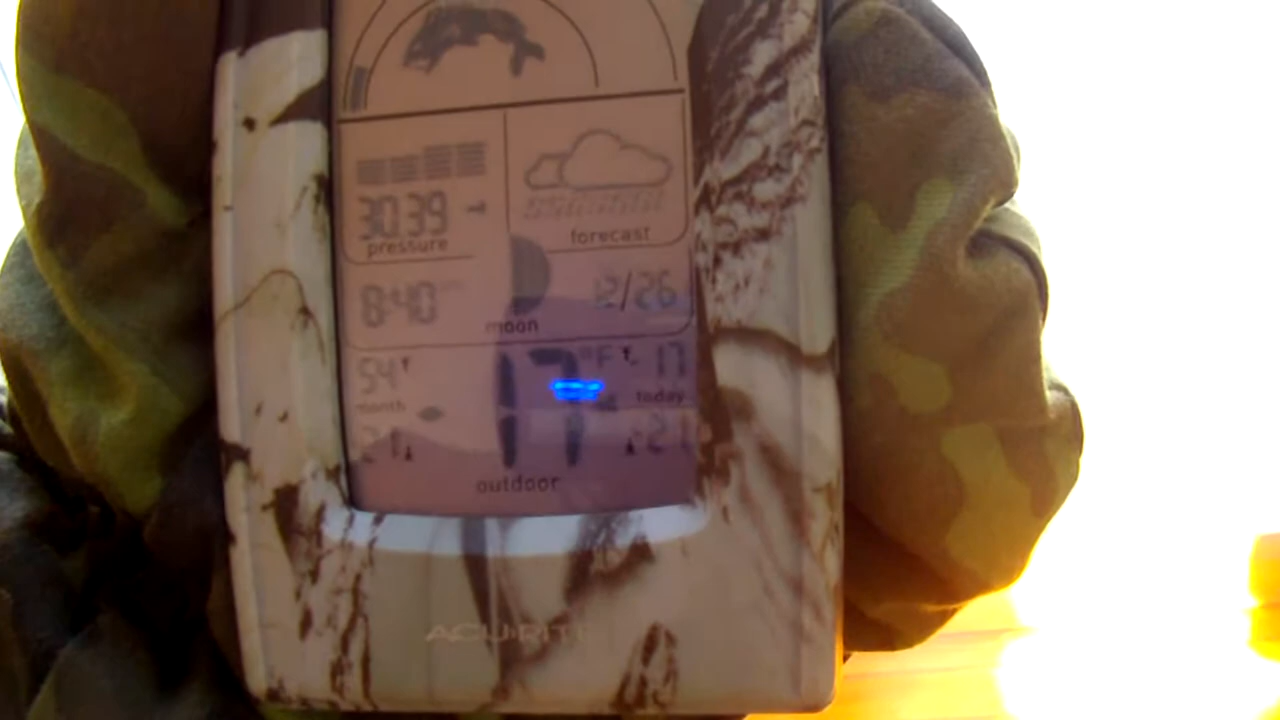 30.39
pressure
forecast
8:40
12/26
moon
54
17 °F
17
month
today
21
outdoor
ACU·RITE